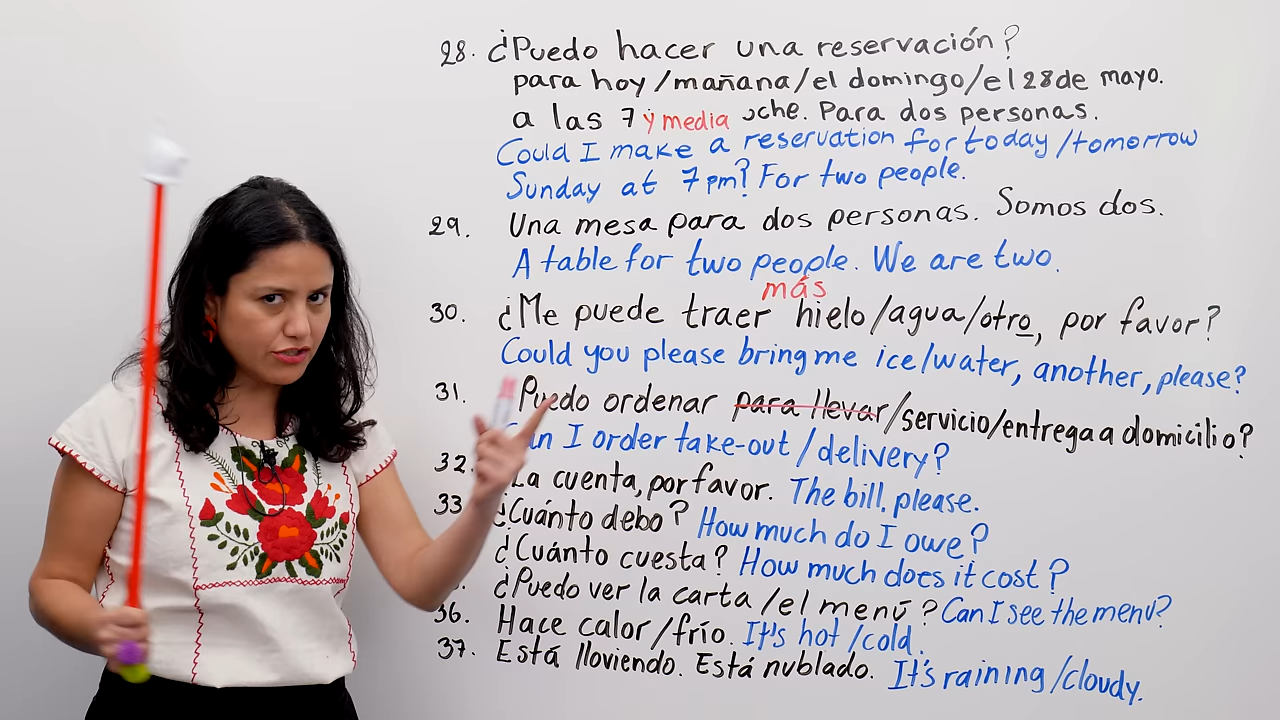 28. ¿Puedo hacer una reservación?
para hoy/mañana/el domingo/el 28 de mayo.
a las 7 y media oche. Para dos personas.
Could I make a reservation for today/tomorrow
Sunday at 7pm? For two people.
29. Una mesa para dos personas. Somos dos.
A table for two people. We are two.
más
30. ¿Me puede traer hielo/agua/otro, por favor?
Could you please bring me ice/water, another, please?
31. Puedo ordenar para llevar/servicio/entrega a domicilio?
an I order take-out/delivery?
32. La cuenta, por favor. The bill, please.
33 ¿Cuánto debo? How much do I owe?
¿Cuánto cuesta? How much does it cost?
¿Puedo ver la carta/el menú? Can I see the menu?
36. Hace calor/frío. It's hot/cold.
37. Está lloviendo. Está nublado. It's raining/cloudy.